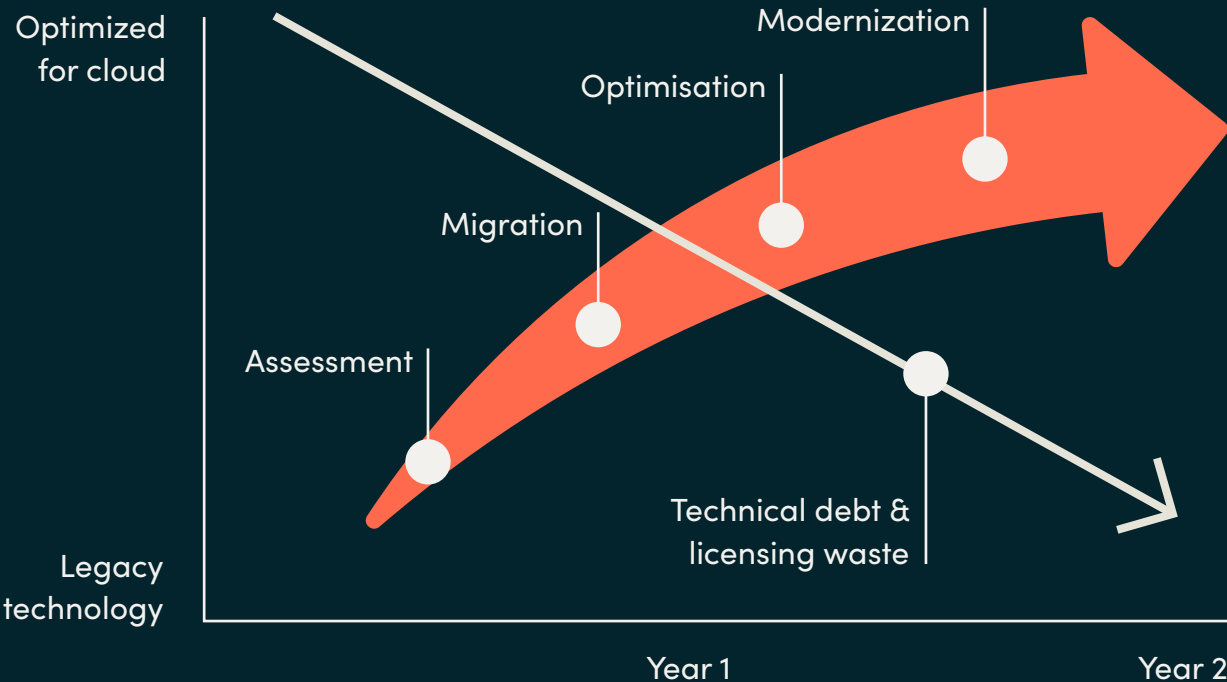 Optimized
for cloud
Modernization
Optimisation
Migration
Assessment
Technical debt &
licensing waste
Legacy
technology
Year 1
Year 2